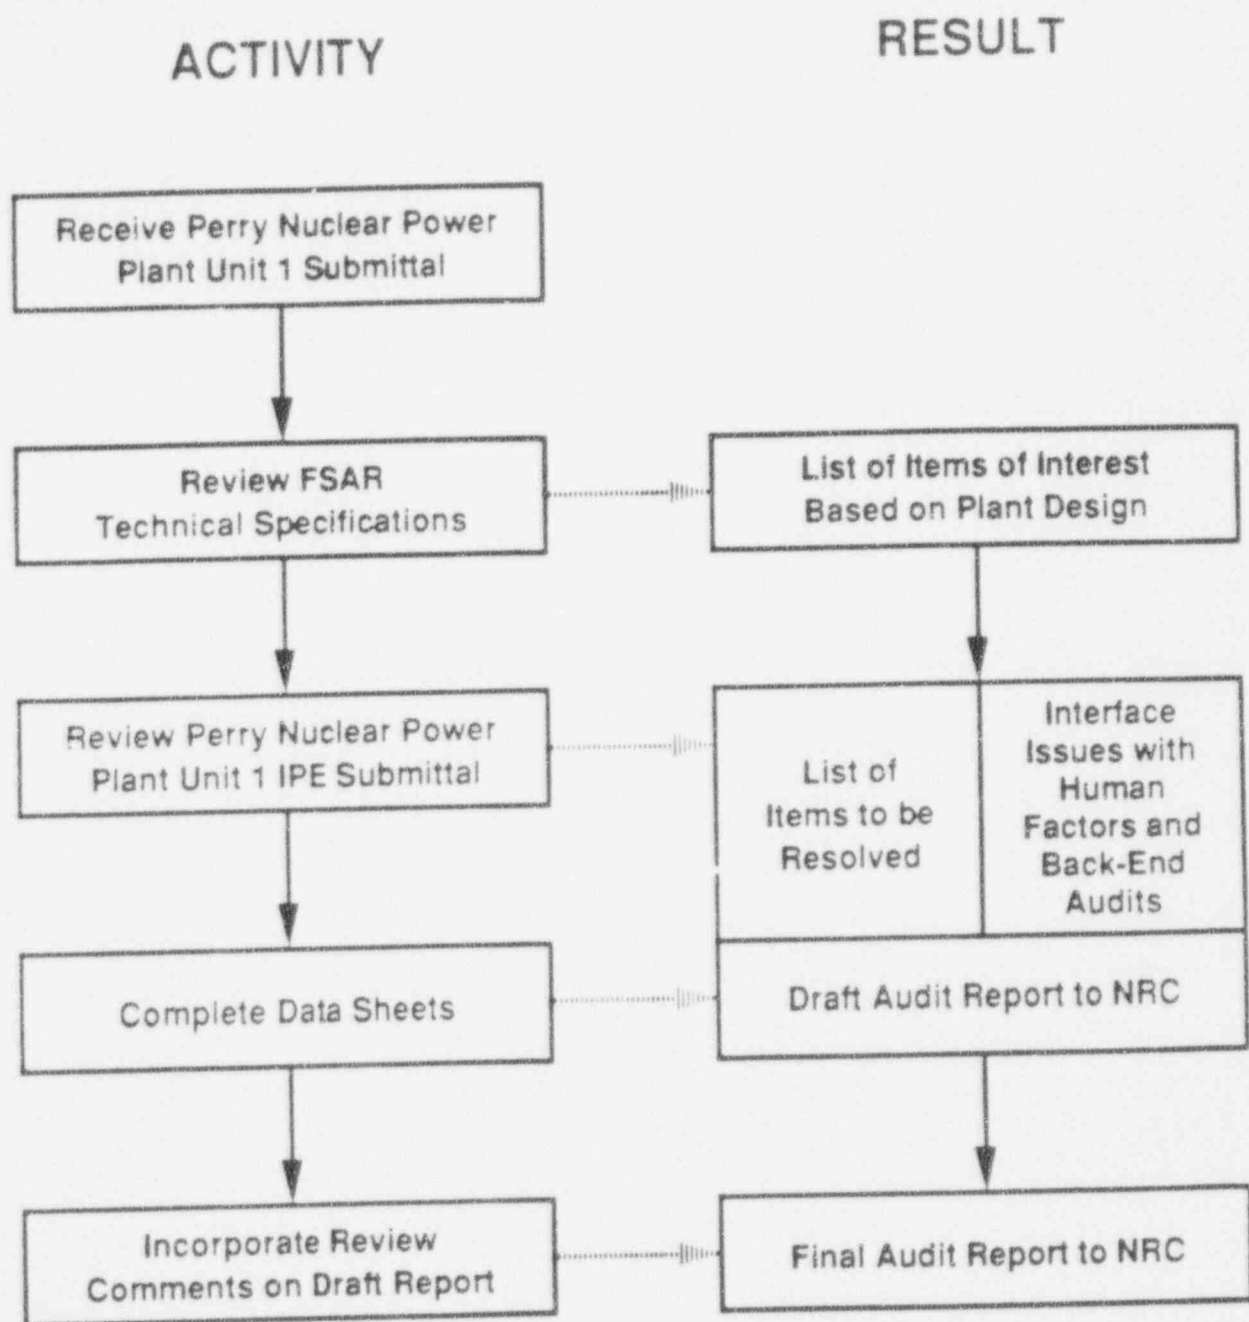 ACTIVITY
RESULT
Receive Perry Nuclear Power
Plant Unit 1 Submittal
Review FSAR
Technical Specifications
List of Items of Interest
Based on Plant Design
Review Perry Nuclear Power
Plant Unit 1 IPE Submittal
List of
Items to be
Resolved
Interface
Issues with
Human
Factors and
Back-End
Audits
Complete Data Sheets
Draft Audit Report to NRC
Incorporate Review
Comments on Draft Report
Final Audit Report to NRC